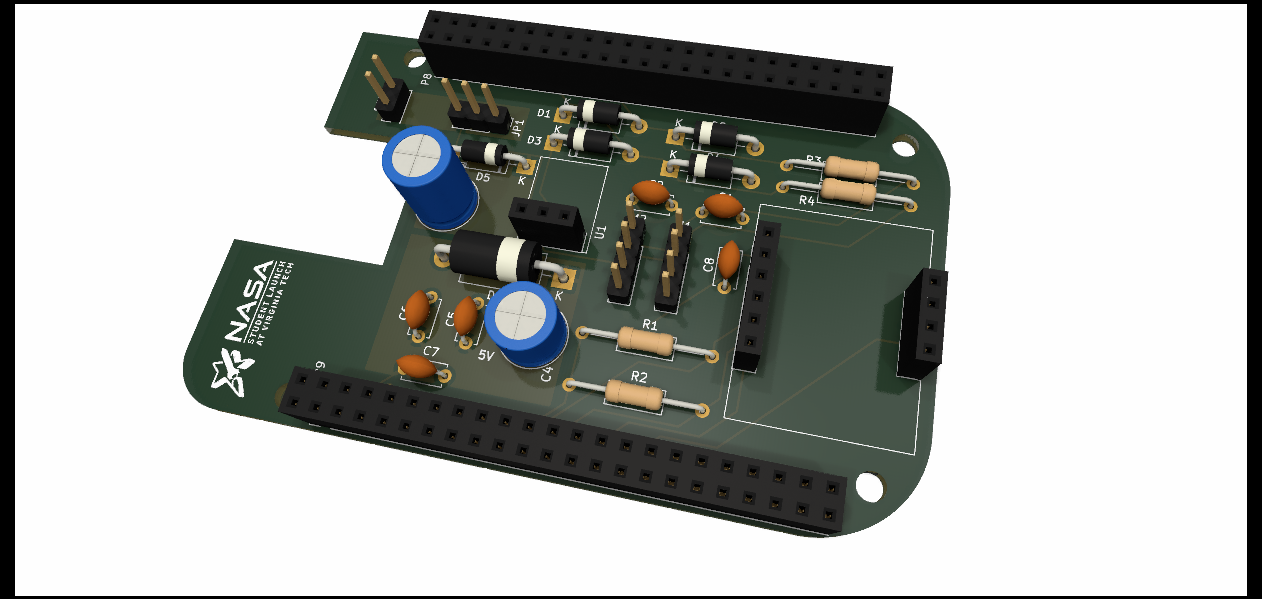 P8
JP1
D1
K
D3
K
K
K
D5
K
R3
R4
U1
C8
K
R1
R2
C7
5V
C4
NASA
STUDENT LAUNCH
AT VIRGINIA TECH